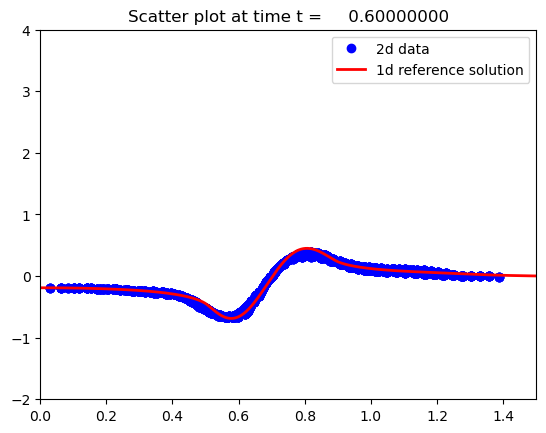 Scatter plot at time t =     0.60000000
2d data
1d reference solution
4
3
2
1
0
−1
−2
0.0 0.2 0.4 0.6 0.8 1.0 1.2 1.4